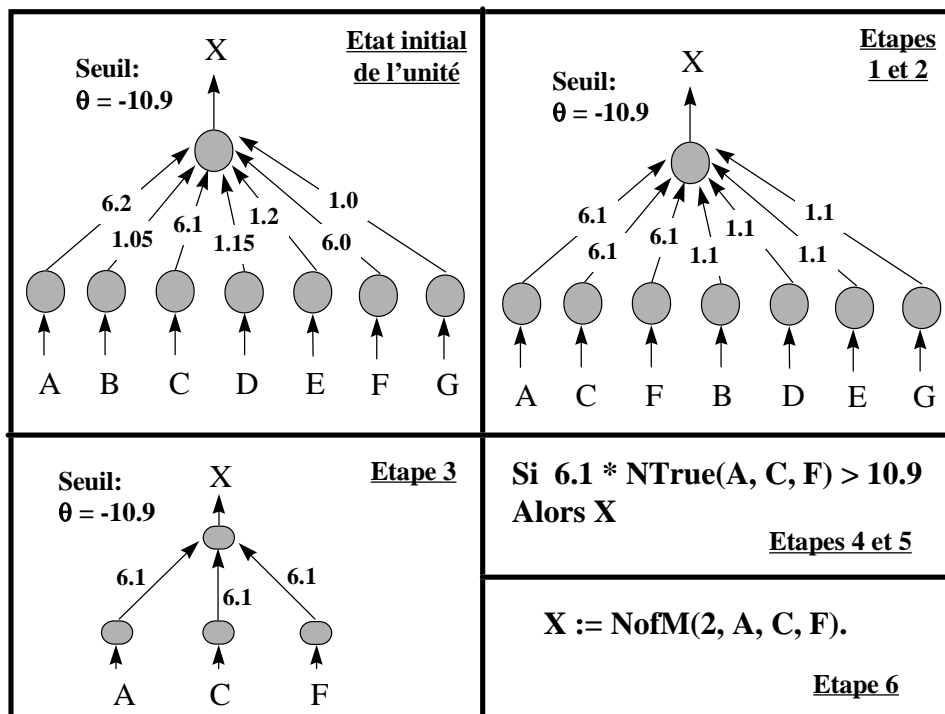 Etat initial
de l'unité
X
Seuil:
θ = -10.9
6.2
1.05
6.1
1.15
1.2
6.0
1.0
A B C D E F G
Etapes
1 et 2
X
Seuil:
θ = -10.9
6.1
6.1
6.1
1.1
1.1
1.1
1.1
A C F B D E G
Etape 3
X
Seuil:
θ = -10.9
6.1
6.1
6.1
A C F
Si 6.1 * NTrue(A, C, F) > 10.9
Alors X
Etapes 4 et 5
X := NofM(2, A, C, F).
Etape 6